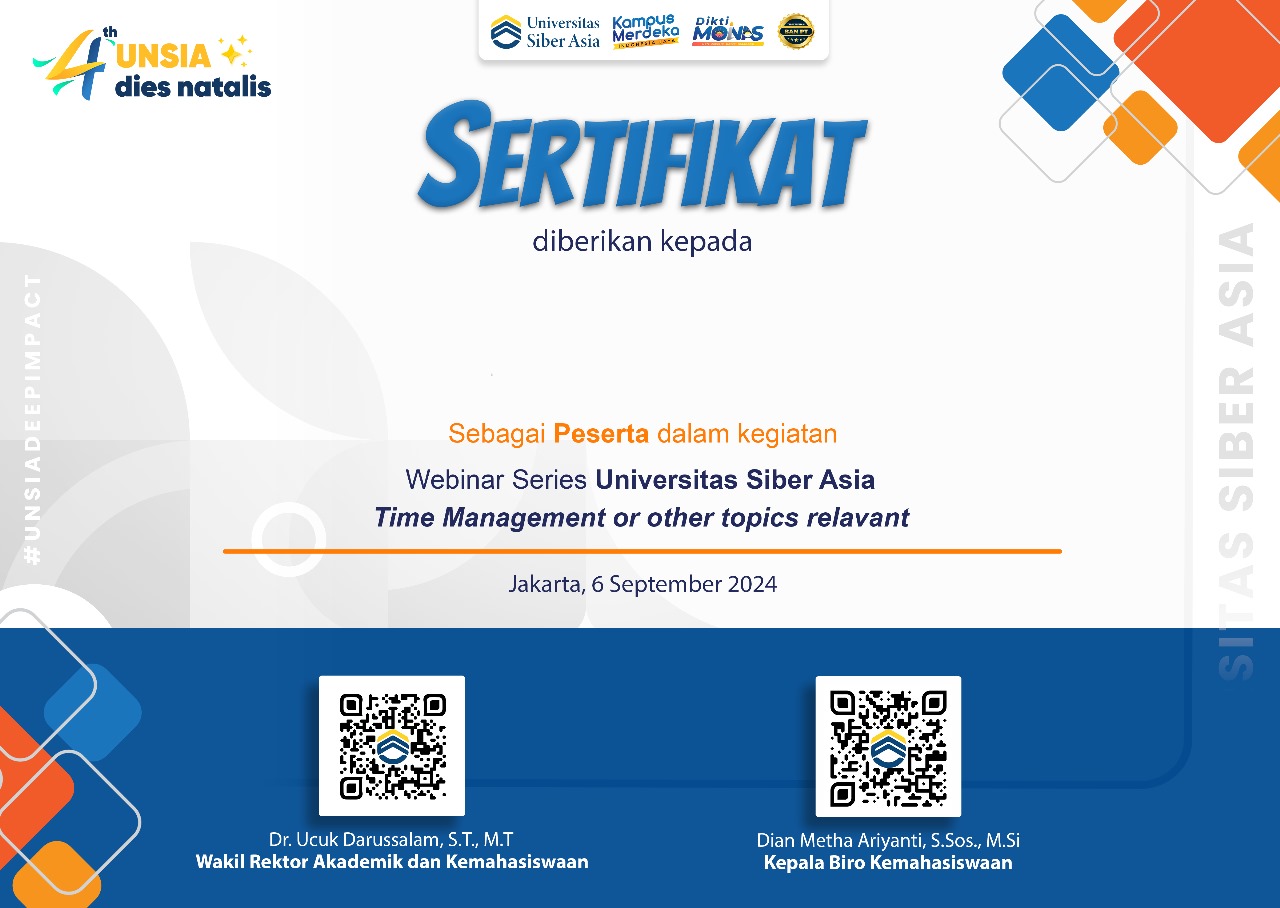 4th UNSIA
dies natalis
Universitas
Siber Asia
Kampus
Merdeka
INDONESIA JAYA
Dikti
SERTIFIKAT
diberikan kepada
#UNSIADEEPIMPACT
SITAS SIBER ASIA
Sebagai Peserta dalam kegiatan
Webinar Series Universitas Siber Asia
Time Management or other topics relavant
Jakarta, 6 September 2024
Dr. Ucuk Darussalam, S.T., M.T
Wakil Rektor Akademik dan Kemahasiswaan
Dian Metha Ariyanti, S.Sos., M.Si
Kepala Biro Kemahasiswaan